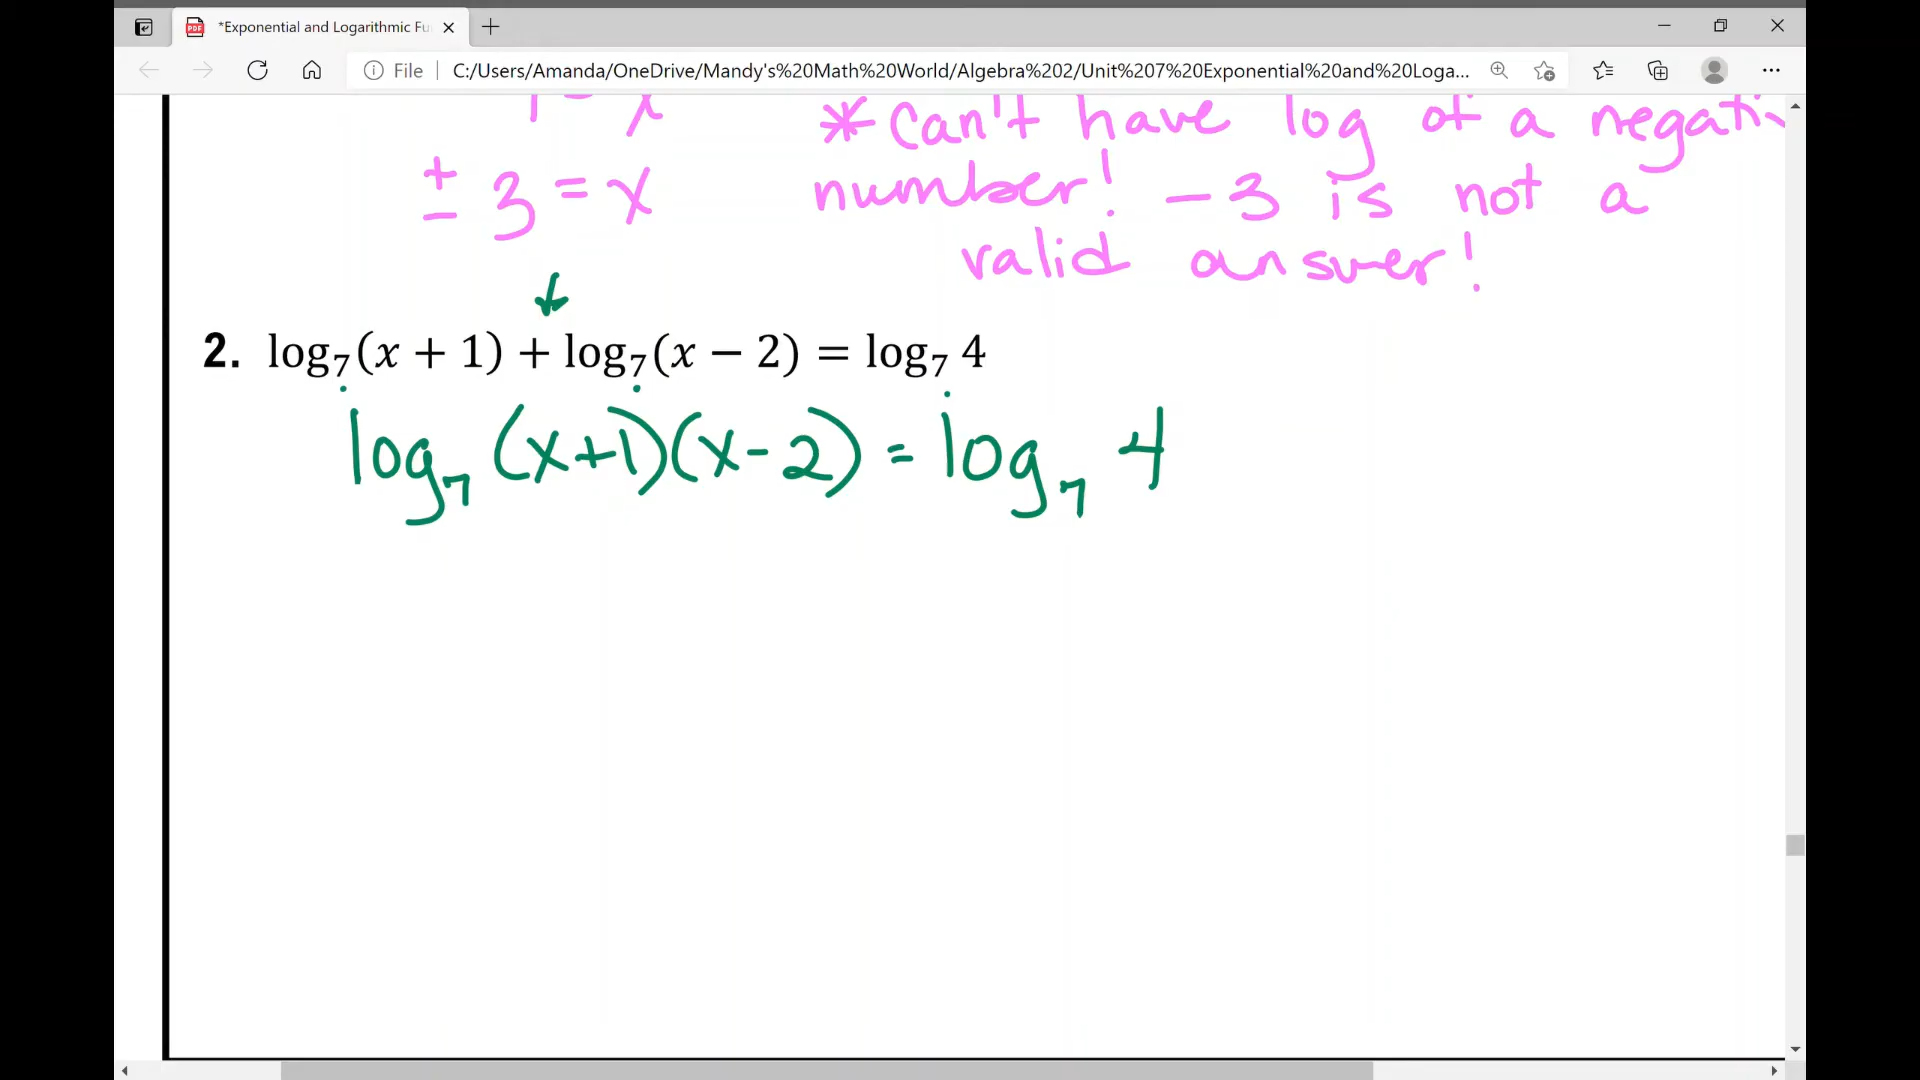 *Exponential and Logarithmic Fu
File C:/Users/Amanda/OneDrive/Mandy's%20Math%20World/Algebra%202/Unit%207%20Exponential%20and%20Loga...
= x *Can't have log of a negativ
± 3 = x number! -3 is not a
valid answer!
2. log₇(x + 1) + log₇(x − 2) = log₇ 4
log₇ (x+1)(x-2) = log₇ 4